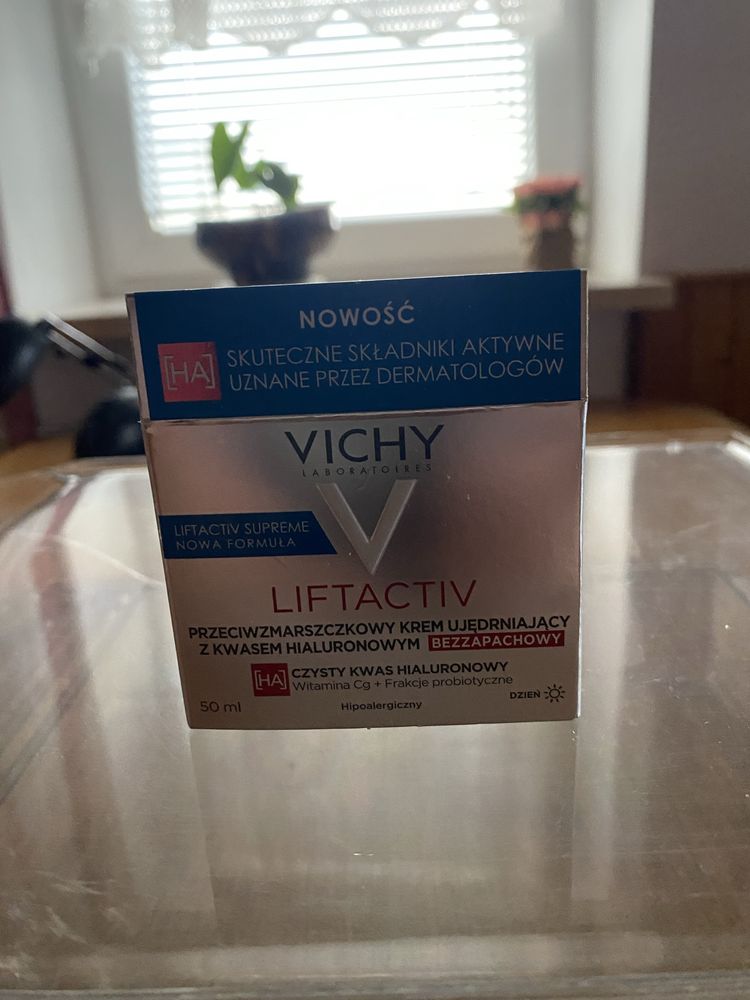 NOWOŚĆ
[HA]
SKUTECZNE SKŁADNIKI AKTYWNE
UZNANE PRZEZ DERMATOLOGÓW
VICHY
LABORATOIRES
V
LIFTACTIV SUPREME
NOWA FORMUŁA
LIFTACTIV
PRZECIWZMARSZCZKOWY KREM UJĘDRNIAJĄCY
Z KWASEM HIALURONOWYM BEZZAPACHOWY
[HA] CZYSTY KWAS HIALURONOWY
Witamina Cg + Frakcje probiotyczne
DZIEŃ
50 ml
Hipoalergiczny